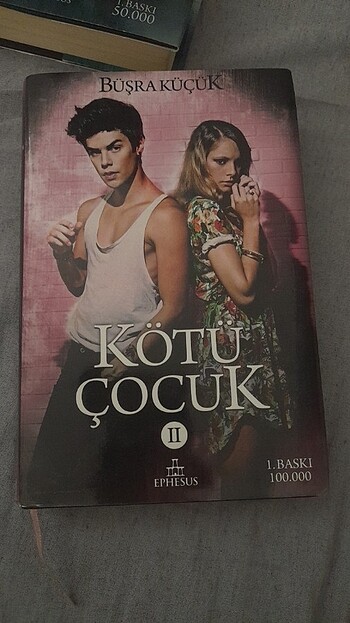 1. BASKI
50.000
BÜŞRA KÜÇÜK
KÖTÜ
ÇOCUK
II
EPHESUS
1. BASKI
100.000